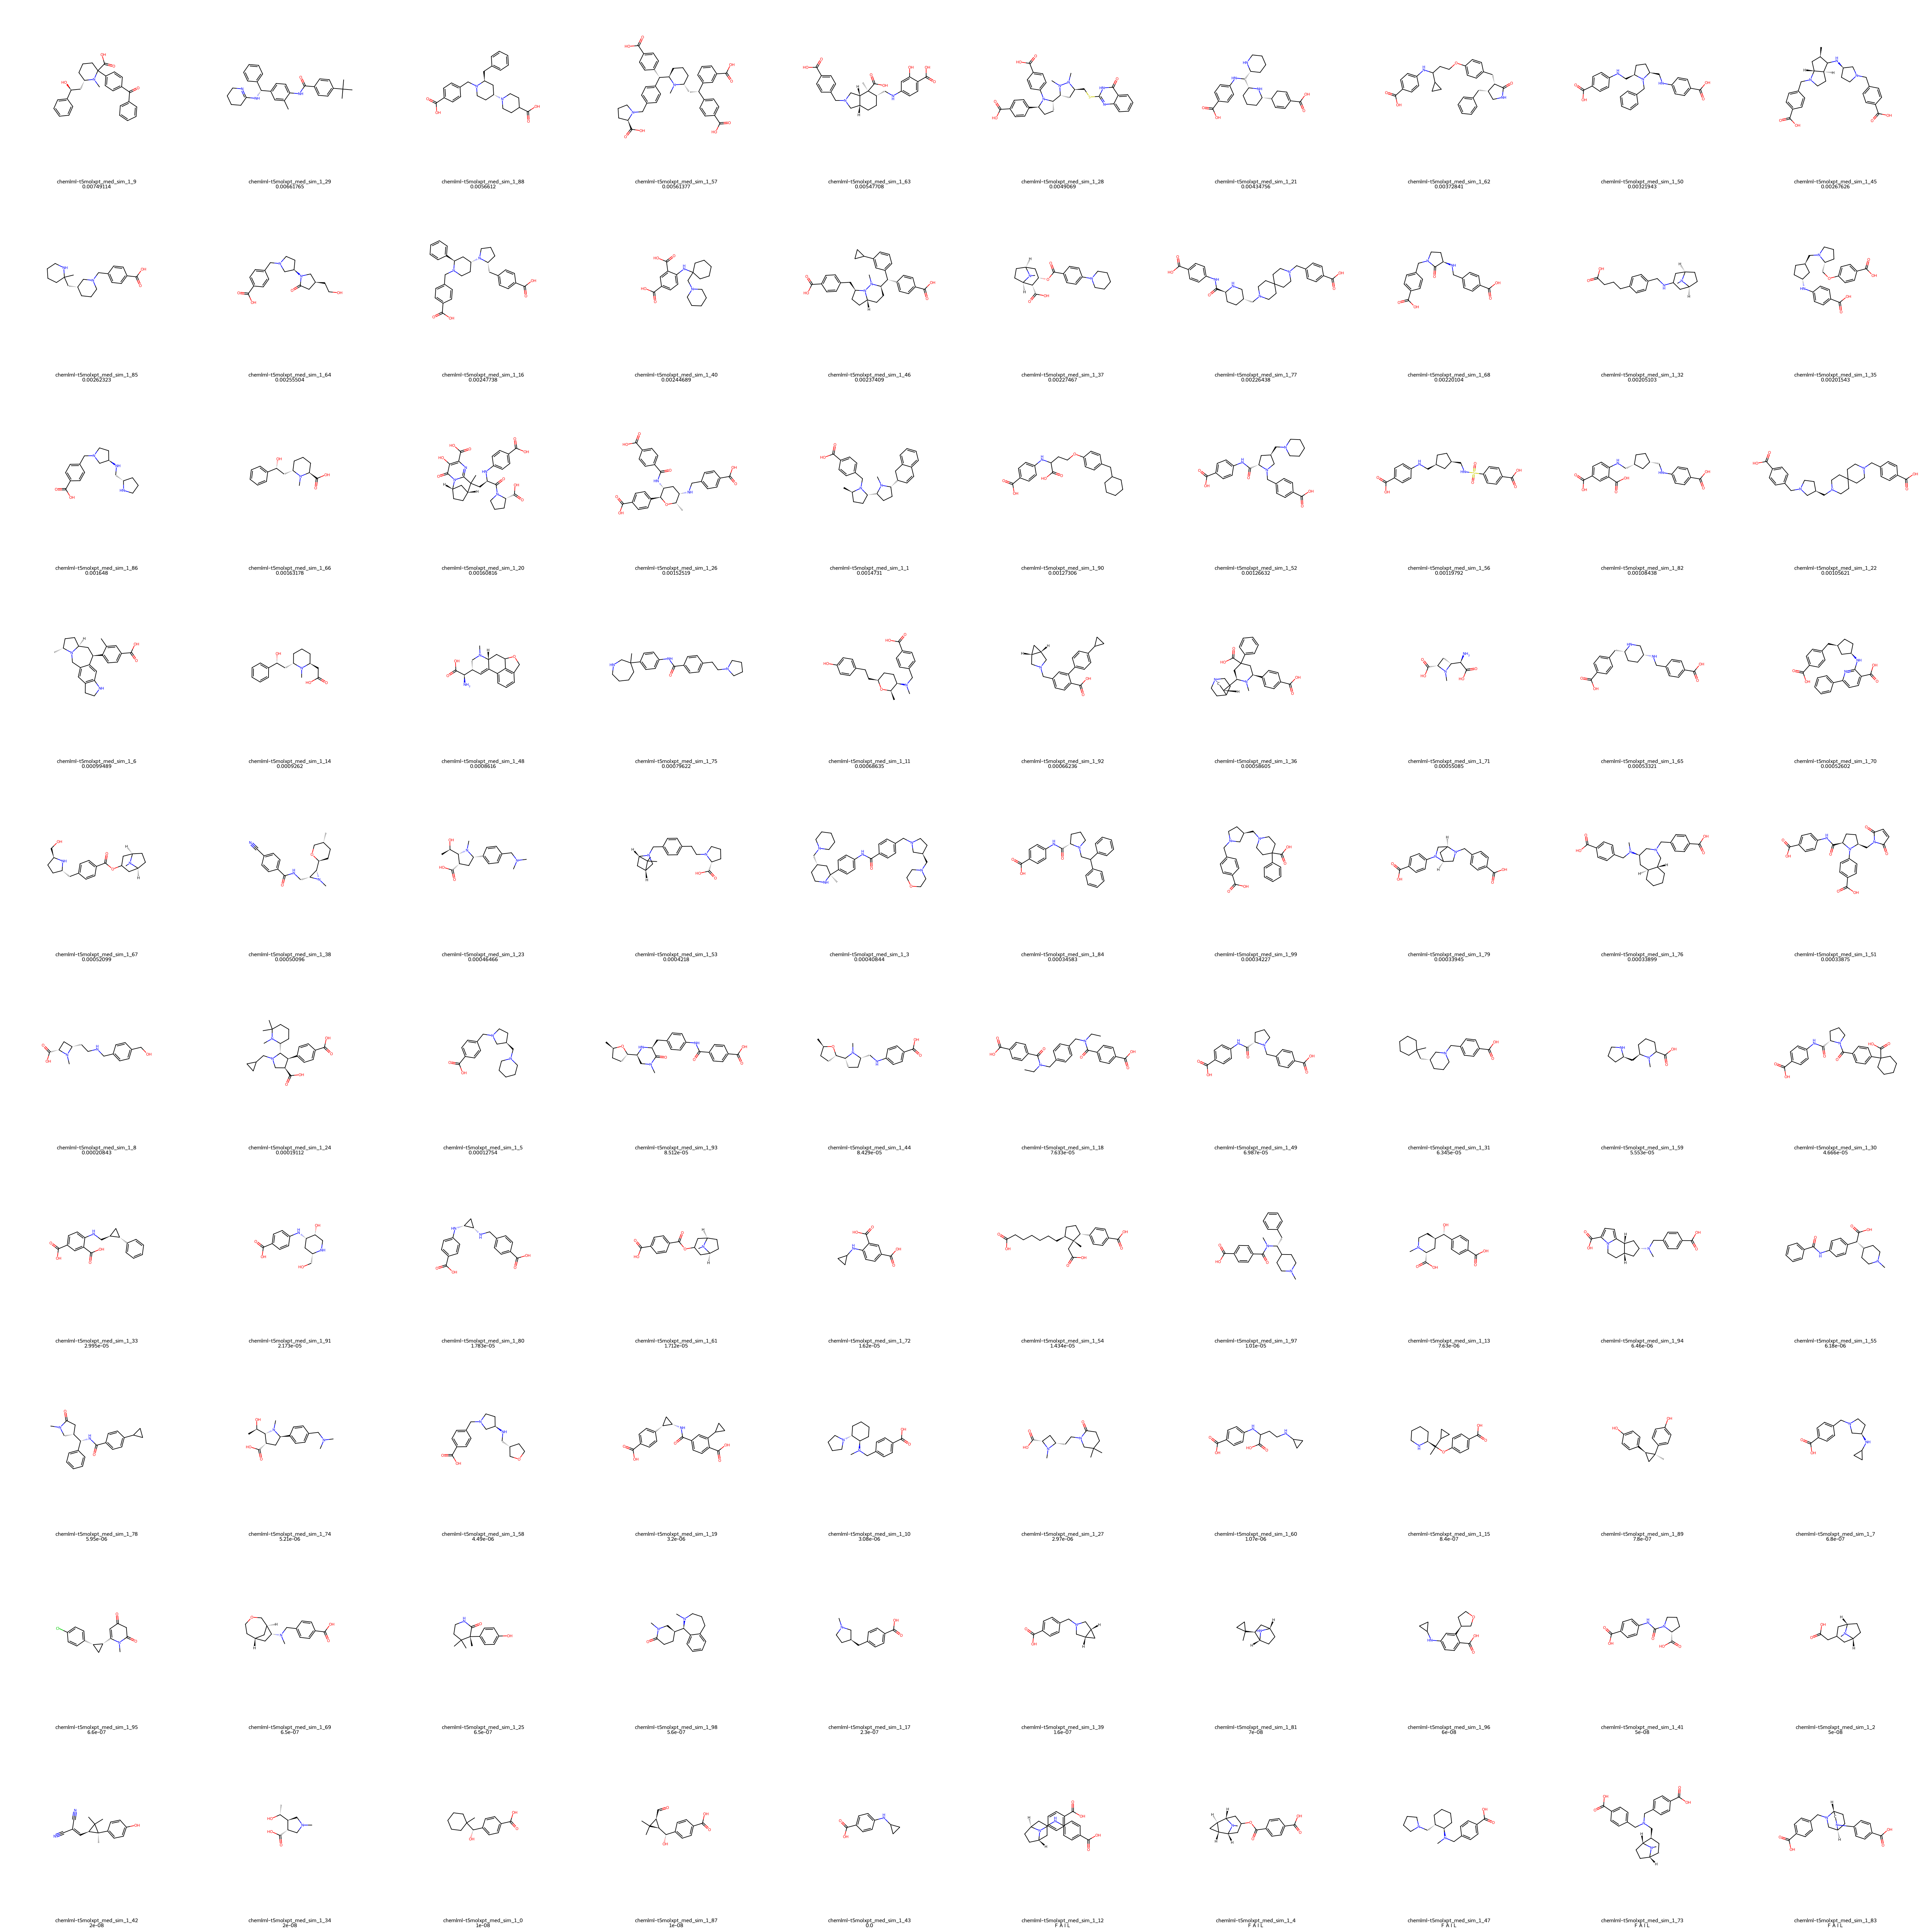 chemlml-t5molxpt_med_sim_1_9
0.00749114
chemlml-t5molxpt_med_sim_1_29
0.00661765
chemlml-t5molxpt_med_sim_1_88
0.0056612
chemlml-t5molxpt_med_sim_1_57
0.00561377
chemlml-t5molxpt_med_sim_1_63
0.00547708
chemlml-t5molxpt_med_sim_1_28
0.0049069
chemlml-t5molxpt_med_sim_1_21
0.00434756
chemlml-t5molxpt_med_sim_1_62
0.00372841
chemlml-t5molxpt_med_sim_1_50
0.00321943
chemlml-t5molxpt_med_sim_1_45
0.00267626
chemlml-t5molxpt_med_sim_1_85
0.00262323
chemlml-t5molxpt_med_sim_1_64
0.00255504
chemlml-t5molxpt_med_sim_1_16
0.00247738
chemlml-t5molxpt_med_sim_1_40
0.00244689
chemlml-t5molxpt_med_sim_1_46
0.00237409
chemlml-t5molxpt_med_sim_1_37
0.00227467
chemlml-t5molxpt_med_sim_1_77
0.00226438
chemlml-t5molxpt_med_sim_1_68
0.00220104
chemlml-t5molxpt_med_sim_1_32
0.00205103
chemlml-t5molxpt_med_sim_1_35
0.00201543
chemlml-t5molxpt_med_sim_1_86
0.001648
chemlml-t5molxpt_med_sim_1_66
0.00163178
chemlml-t5molxpt_med_sim_1_20
0.00160816
chemlml-t5molxpt_med_sim_1_26
0.00152519
chemlml-t5molxpt_med_sim_1_1
0.0014731
chemlml-t5molxpt_med_sim_1_90
0.00127306
chemlml-t5molxpt_med_sim_1_52
0.00126632
chemlml-t5molxpt_med_sim_1_56
0.00119792
chemlml-t5molxpt_med_sim_1_82
0.00108438
chemlml-t5molxpt_med_sim_1_22
0.00105621
chemlml-t5molxpt_med_sim_1_6
0.00099489
chemlml-t5molxpt_med_sim_1_14
0.0009262
chemlml-t5molxpt_med_sim_1_48
0.0008616
chemlml-t5molxpt_med_sim_1_75
0.00079622
chemlml-t5molxpt_med_sim_1_11
0.00068635
chemlml-t5molxpt_med_sim_1_92
0.00066236
chemlml-t5molxpt_med_sim_1_36
0.00058605
chemlml-t5molxpt_med_sim_1_71
0.00055085
chemlml-t5molxpt_med_sim_1_65
0.00053321
chemlml-t5molxpt_med_sim_1_70
0.00052602
chemlml-t5molxpt_med_sim_1_67
0.00052099
chemlml-t5molxpt_med_sim_1_38
0.00050096
chemlml-t5molxpt_med_sim_1_23
0.00046466
chemlml-t5molxpt_med_sim_1_53
0.0004218
chemlml-t5molxpt_med_sim_1_3
0.00040844
chemlml-t5molxpt_med_sim_1_84
0.00034583
chemlml-t5molxpt_med_sim_1_99
0.00034227
chemlml-t5molxpt_med_sim_1_79
0.00033945
chemlml-t5molxpt_med_sim_1_76
0.00033899
chemlml-t5molxpt_med_sim_1_51
0.00033875
chemlml-t5molxpt_med_sim_1_8
0.00020843
chemlml-t5molxpt_med_sim_1_24
0.00019112
chemlml-t5molxpt_med_sim_1_5
0.00012754
chemlml-t5molxpt_med_sim_1_93
8.512e-05
chemlml-t5molxpt_med_sim_1_44
8.429e-05
chemlml-t5molxpt_med_sim_1_18
7.633e-05
chemlml-t5molxpt_med_sim_1_49
6.987e-05
chemlml-t5molxpt_med_sim_1_31
6.345e-05
chemlml-t5molxpt_med_sim_1_59
5.553e-05
chemlml-t5molxpt_med_sim_1_30
4.666e-05
chemlml-t5molxpt_med_sim_1_33
2.995e-05
chemlml-t5molxpt_med_sim_1_91
2.173e-05
chemlml-t5molxpt_med_sim_1_80
1.783e-05
chemlml-t5molxpt_med_sim_1_61
1.712e-05
chemlml-t5molxpt_med_sim_1_72
1.62e-05
chemlml-t5molxpt_med_sim_1_54
1.434e-05
chemlml-t5molxpt_med_sim_1_97
1.01e-05
chemlml-t5molxpt_med_sim_1_13
7.63e-06
chemlml-t5molxpt_med_sim_1_94
6.46e-06
chemlml-t5molxpt_med_sim_1_55
6.18e-06
chemlml-t5molxpt_med_sim_1_78
5.95e-06
chemlml-t5molxpt_med_sim_1_74
5.21e-06
chemlml-t5molxpt_med_sim_1_58
4.49e-06
chemlml-t5molxpt_med_sim_1_19
3.2e-06
chemlml-t5molxpt_med_sim_1_10
3.08e-06
chemlml-t5molxpt_med_sim_1_27
2.97e-06
chemlml-t5molxpt_med_sim_1_60
1.07e-06
chemlml-t5molxpt_med_sim_1_15
8.4e-07
chemlml-t5molxpt_med_sim_1_89
7.8e-07
chemlml-t5molxpt_med_sim_1_7
6.8e-07
chemlml-t5molxpt_med_sim_1_95
6.6e-07
chemlml-t5molxpt_med_sim_1_69
6.5e-07
chemlml-t5molxpt_med_sim_1_25
6.5e-07
chemlml-t5molxpt_med_sim_1_98
5.6e-07
chemlml-t5molxpt_med_sim_1_17
2.3e-07
chemlml-t5molxpt_med_sim_1_39
1.6e-07
chemlml-t5molxpt_med_sim_1_81
7e-08
chemlml-t5molxpt_med_sim_1_96
6e-08
chemlml-t5molxpt_med_sim_1_41
5e-08
chemlml-t5molxpt_med_sim_1_2
5e-08
chemlml-t5molxpt_med_sim_1_42
2e-08
chemlml-t5molxpt_med_sim_1_34
2e-08
chemlml-t5molxpt_med_sim_1_0
1e-08
chemlml-t5molxpt_med_sim_1_87
1e-08
chemlml-t5molxpt_med_sim_1_43
0.0
chemlml-t5molxpt_med_sim_1_12
F A I L
chemlml-t5molxpt_med_sim_1_4
F A I L
chemlml-t5molxpt_med_sim_1_47
F A I L
chemlml-t5molxpt_med_sim_1_73
F A I L
chemlml-t5molxpt_med_sim_1_83
F A I L